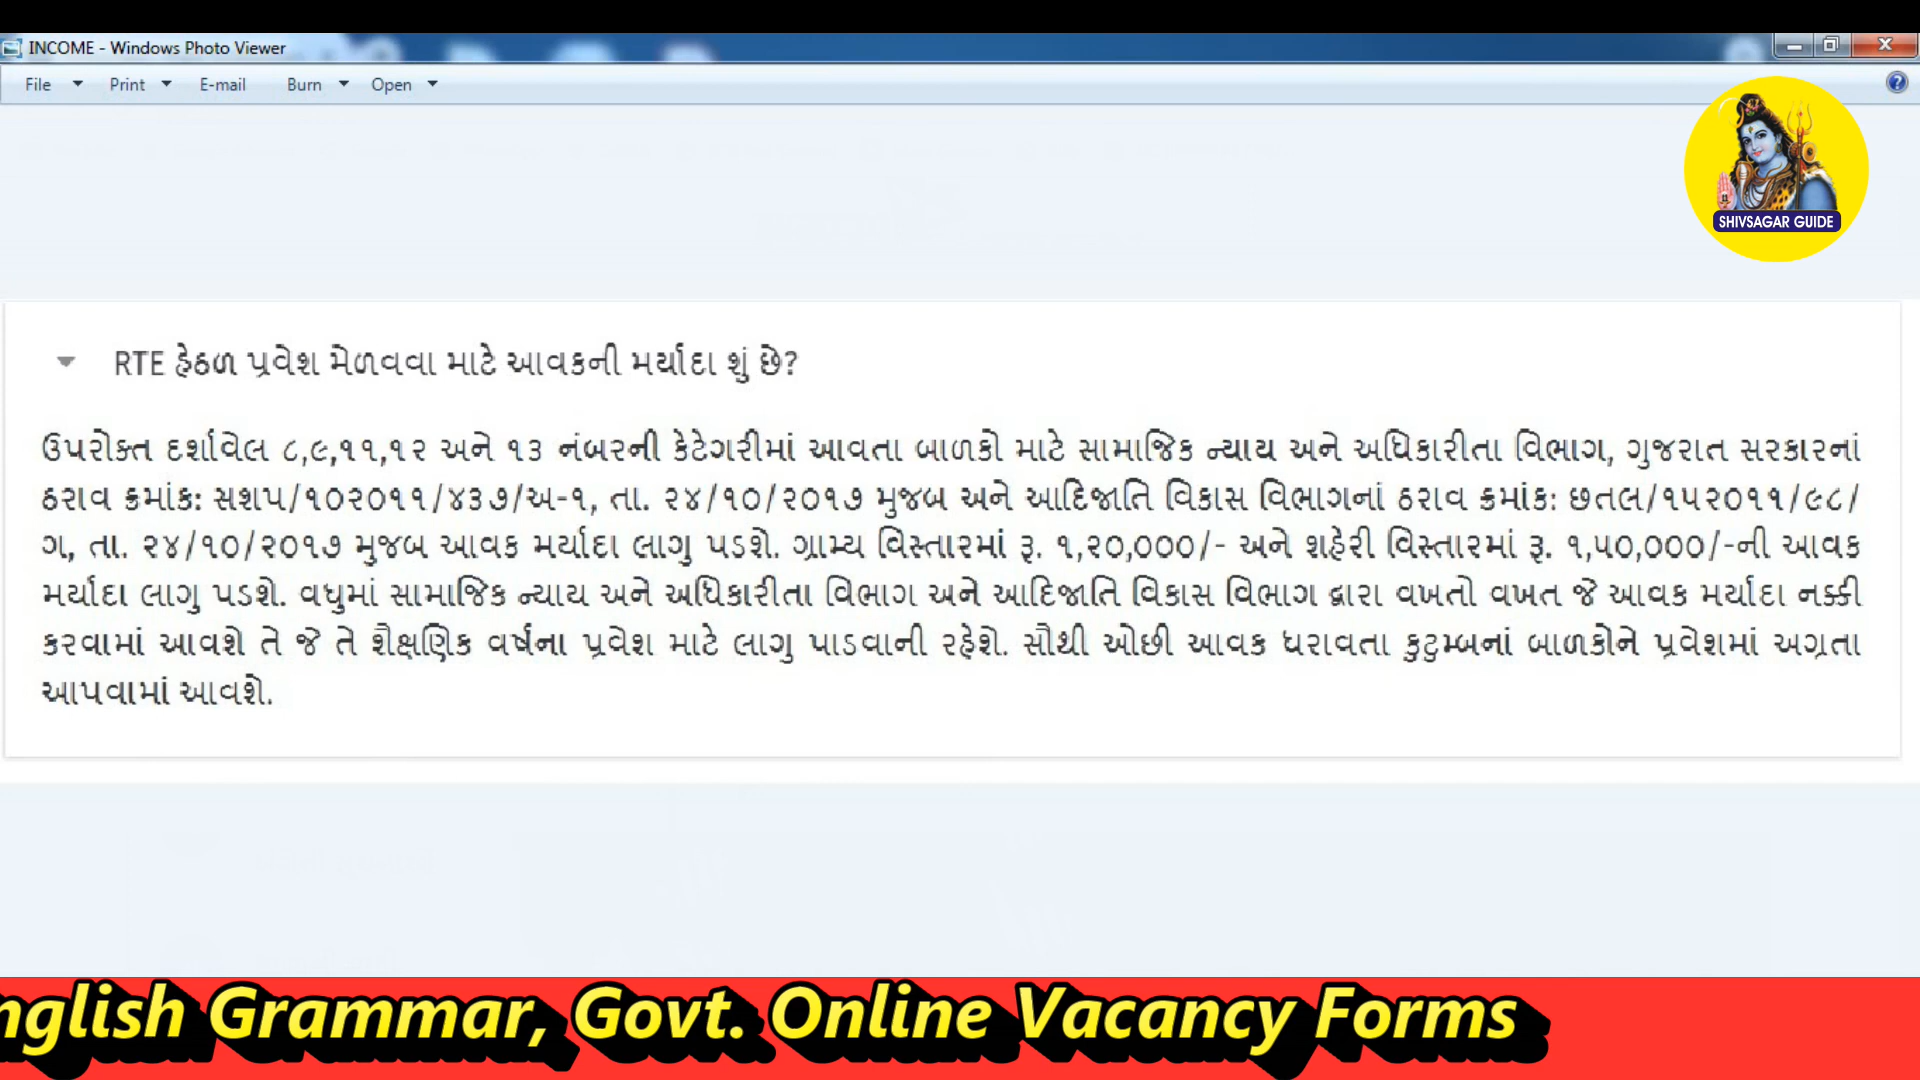 INCOME - Windows Photo Viewer
File Print E-mail Burn Open
SHIVSAGAR GUIDE
RTE હેઠળ પ્રવેશ મેળવવા માટે આવકની મર્યાદા શું છે?
ઉપરોક્ત દર્શાવેલ ૮,૯,૧૧,૧૨ અને ૧૩ નંબરની કેટેગરીમાં આવતા બાળકો માટે સામાજિક ન્યાય અને અધિકારીતા વિભાગ, ગુજરાત સરકારનાં
ઠરાવ ક્રમાંક: સશપ/૧૦૨૦૧૧/૪૩૭/અ-૧, તા. ૨૪/૧૦/૨૦૧૭ મુજબ અને આદિજાતિ વિકાસ વિભાગનાં ઠરાવ ક્રમાંક: છતલ/૧૫૨૦૧૧/૯૮/
ગ, તા. ૨૪/૧૦/૨૦૧૭ મુજબ આવક મર્યાદા લાગુ પડશે. ગ્રામ્ય વિસ્તારમાં રૂ. ૧,૨૦,૦૦૦/- અને શહેરી વિસ્તારમાં રૂ. ૧,૫૦,૦૦૦/-ની આવક
મર્યાદા લાગુ પડશે. વધુમાં સામાજિક ન્યાય અને અધિકારીતા વિભાગ અને આદિજાતિ વિકાસ વિભાગ દ્વારા વખતો વખત જે આવક મર્યાદા નક્કી
કરવામાં આવશે તે જે તે શૈક્ષણિક વર્ષના પ્રવેશ માટે લાગુ પાડવાની રહેશે. સૌથી ઓછી આવક ધરાવતા કુટુમ્બનાં બાળકોને પ્રવેશમાં અગ્રતા
આપવામાં આવશે.
nglish Grammar, Govt. Online Vacancy Forms